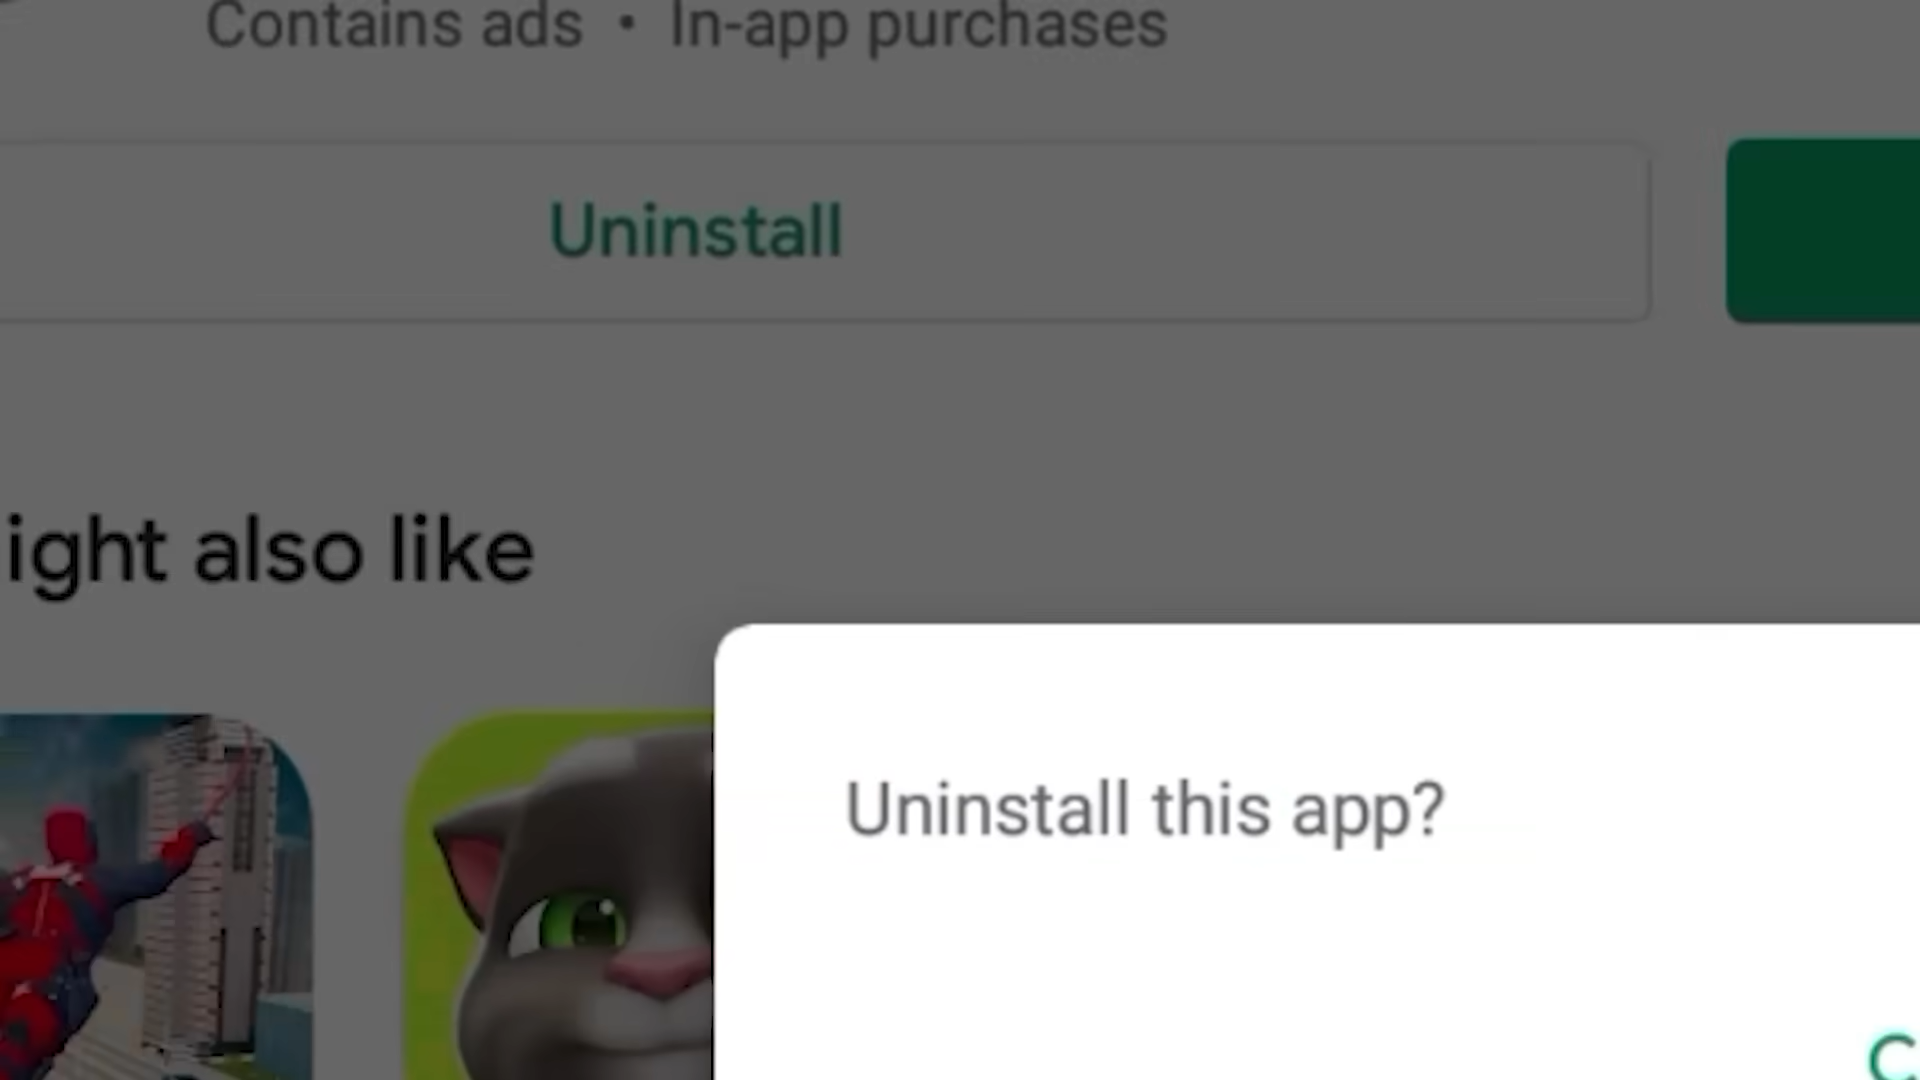 Contains ads • In-app purchases
Uninstall
ight also like
Uninstall this app?
C